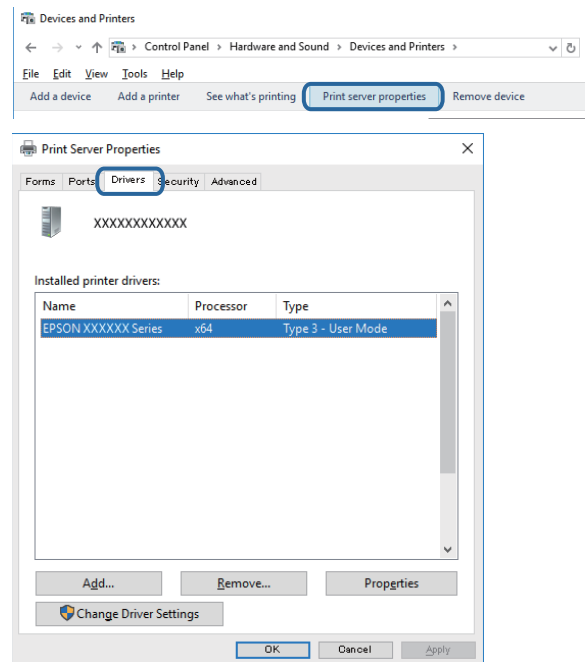 Devices and Printers
Control Panel > Hardware and Sound > Devices and Printers >
File Edit View Tools Help
Add a device Add a printer See what's printing Print server properties Remove device
Print Server Properties
Forms Ports Drivers Security Advanced
XXXXXXXXXXXX
Installed printer drivers:
Name Processor Type
EPSON XXXXXX Series x64 Type 3 - User Mode
Add... Remove... Properties
Change Driver Settings
OK Cancel Apply